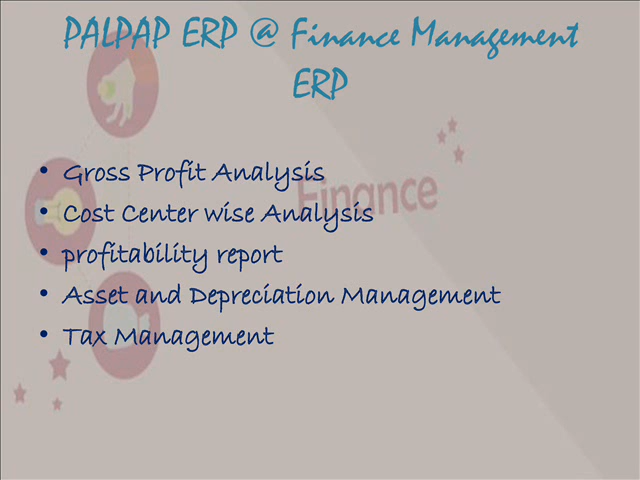 PALPAP ERP @ Finance Management
ERP
• Gross Profit Analysis
Finance
• Cost Center wise Analysis
• profitability report
• Asset and Depreciation Management
• Tax Management